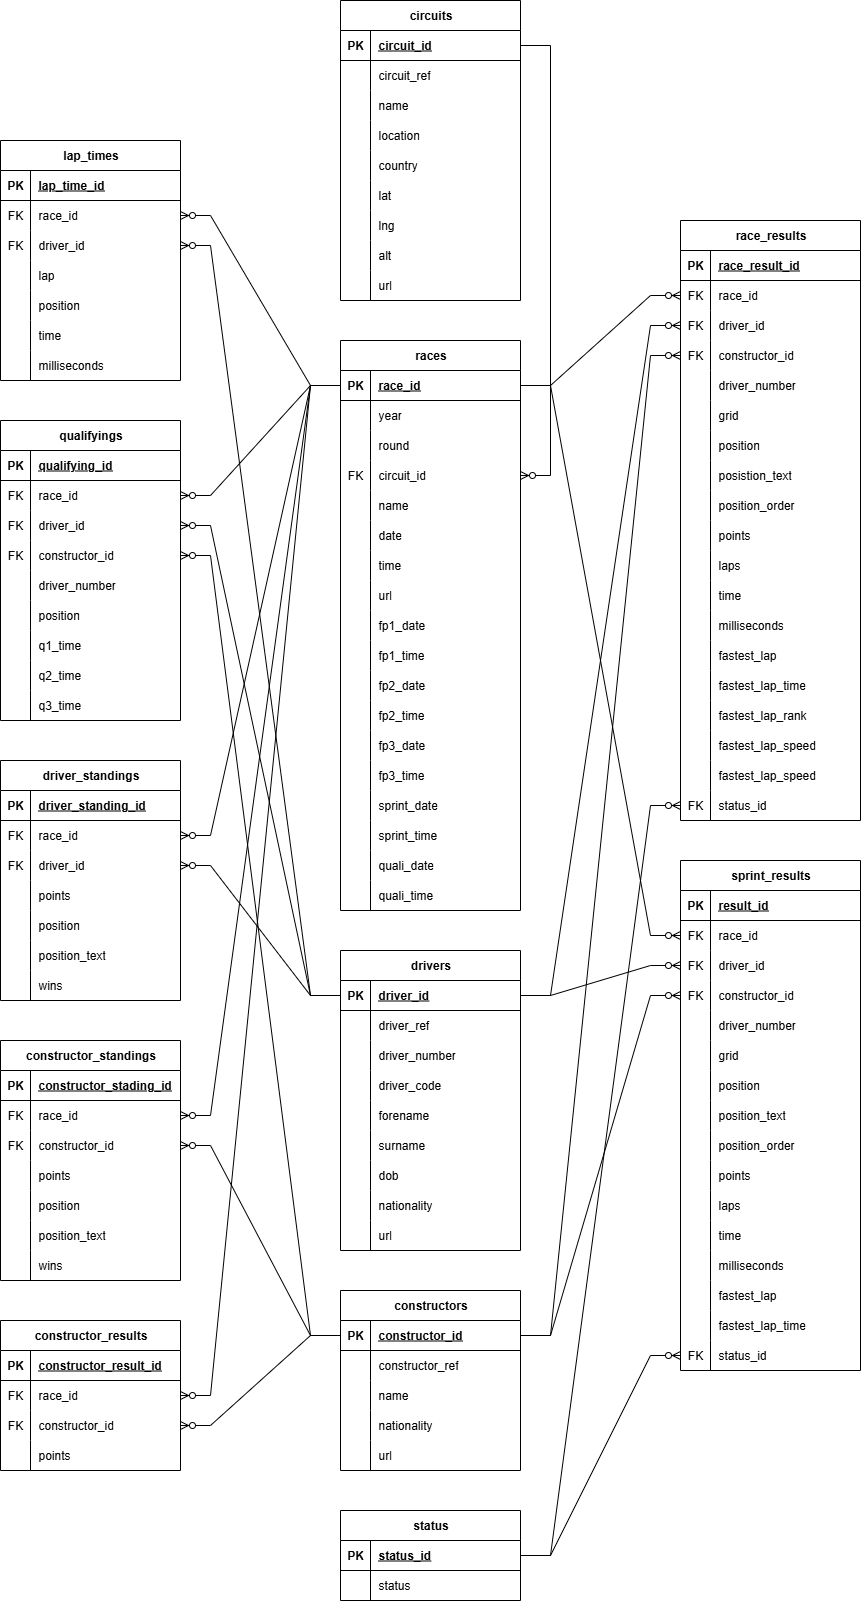 circuits
PK circuit_id
circuit_ref
name
location
country
lat
lng
alt
url
lap_times
PK lap_time_id
FK race_id
FK driver_id
lap
position
time
milliseconds
qualifyings
PK qualifying_id
FK race_id
FK driver_id
FK constructor_id
driver_number
position
q1_time
q2_time
q3_time
driver_standings
PK driver_standing_id
FK race_id
FK driver_id
points
position
position_text
wins
constructor_standings
PK constructor_stading_id
FK race_id
FK constructor_id
points
position
position_text
wins
constructor_results
PK constructor_result_id
FK race_id
FK constructor_id
points
races
PK race_id
year
round
FK circuit_id
name
date
time
url
fp1_date
fp1_time
fp2_date
fp2_time
fp3_date
fp3_time
sprint_date
sprint_time
quali_date
quali_time
drivers
PK driver_id
driver_ref
driver_number
driver_code
forename
surname
dob
nationality
url
constructors
PK constructor_id
constructor_ref
name
nationality
url
status
PK status_id
status
race_results
PK race_result_id
FK race_id
FK driver_id
FK constructor_id
driver_number
grid
position
posistion_text
position_order
points
laps
time
milliseconds
fastest_lap
fastest_lap_time
fastest_lap_rank
fastest_lap_speed
fastest_lap_speed
FK status_id
sprint_results
PK result_id
FK race_id
FK driver_id
FK constructor_id
driver_number
grid
position
position_text
position_order
points
laps
time
milliseconds
fastest_lap
fastest_lap_time
FK status_id